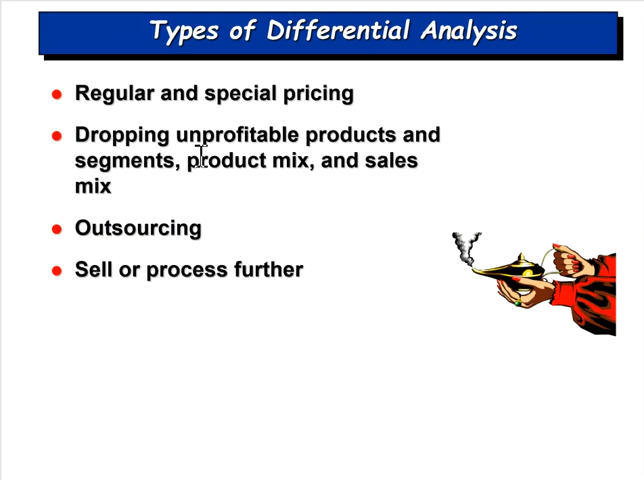 Types of Differential Analysis
Regular and special pricing
Dropping unprofitable products and
segments, product mix, and sales
mix
Outsourcing
Sell or process further